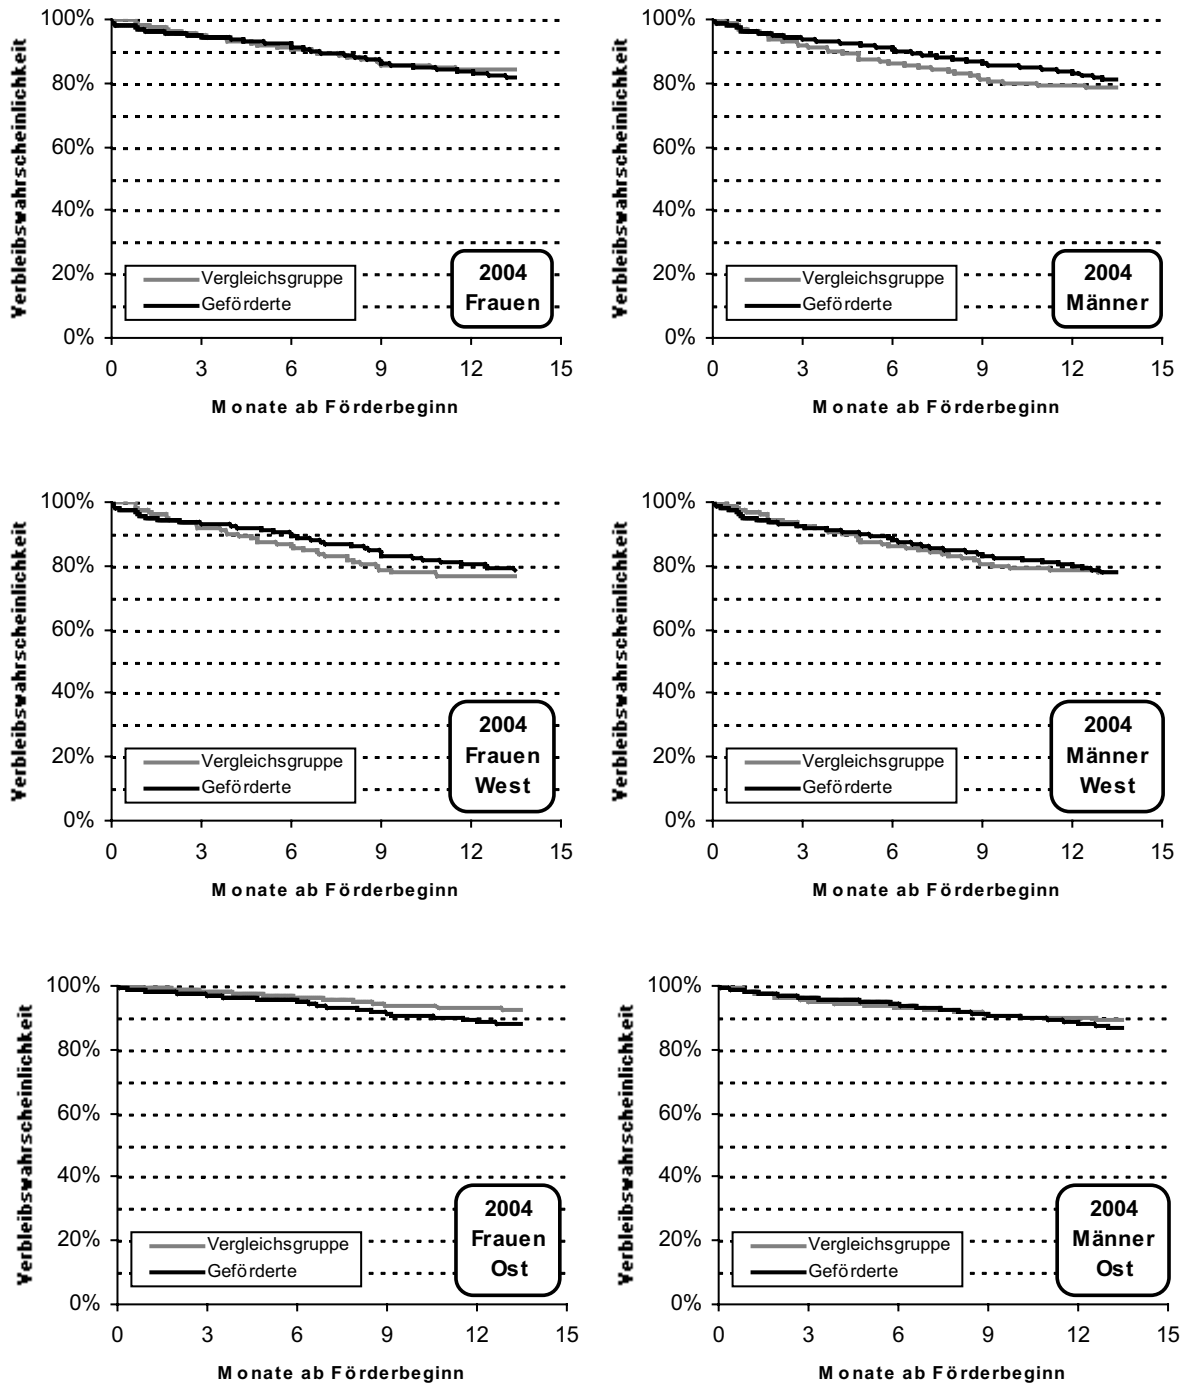 Verbleibswahrscheinlichkeit
100%
80%
60%
40%
20%
0%
Vergleichsgruppe
Geförderte
2004
Frauen
0 3 6 9 12 15
Monate ab Förderbeginn
Verbleibswahrscheinlichkeit
100%
80%
60%
40%
20%
0%
Vergleichsgruppe
Geförderte
2004
Männer
0 3 6 9 12 15
Monate ab Förderbeginn
Verbleibswahrscheinlichkeit
100%
80%
60%
40%
20%
0%
Vergleichsgruppe
Geförderte
2004
Frauen
West
0 3 6 9 12 15
Monate ab Förderbeginn
Verbleibswahrscheinlichkeit
100%
80%
60%
40%
20%
0%
Vergleichsgruppe
Geförderte
2004
Männer
West
0 3 6 9 12 15
Monate ab Förderbeginn
Verbleibswahrscheinlichkeit
100%
80%
60%
40%
20%
0%
Vergleichsgruppe
Geförderte
2004
Frauen
Ost
0 3 6 9 12 15
Monate ab Förderbeginn
Verbleibswahrscheinlichkeit
100%
80%
60%
40%
20%
0%
Vergleichsgruppe
Geförderte
2004
Männer
Ost
0 3 6 9 12 15
Monate ab Förderbeginn